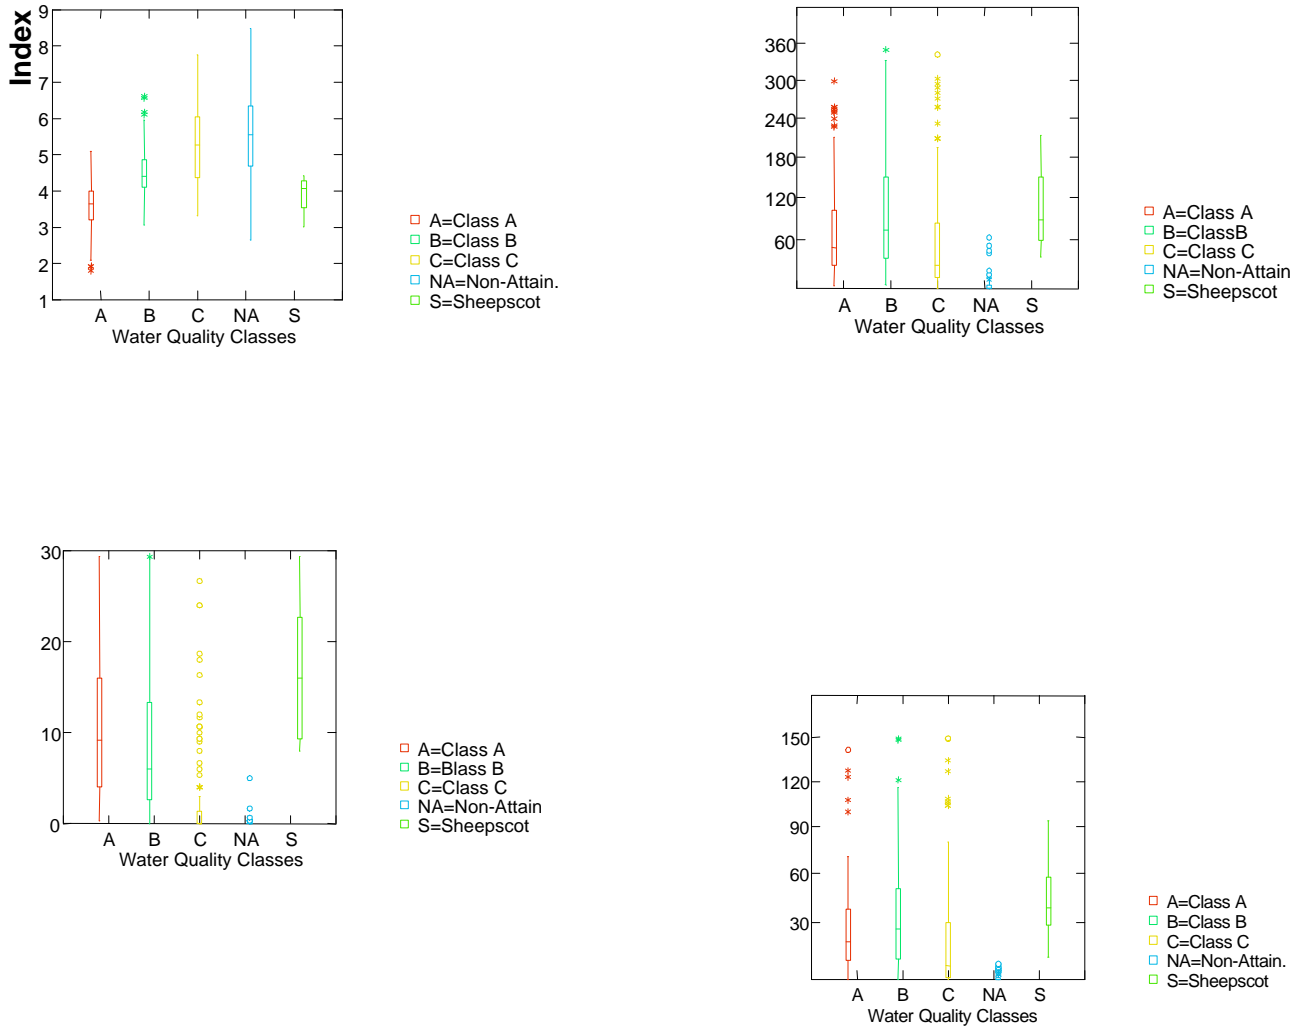 Index
9
8
7
6
5
4
3
2
1
A B C NA S
Water Quality Classes
A=Class A
B=Class B
C=Class C
NA=Non-Attain.
S=Sheepscot
360
300
240
180
120
60
A B C NA S
Water Quality Classes
A=Class A
B=ClassB
C=Class C
NA=Non-Attain
S=Sheepscot
30
20
10
0
A B C NA S
Water Quality Classes
A=Class A
B=Blass B
C=Class C
NA=Non-Attain
S=Sheepscot
150
120
90
60
30
A B C NA S
Water Quality Classes
A=Class A
B=Class B
C=Class C
NA=Non-Attain.
S=Sheepscot